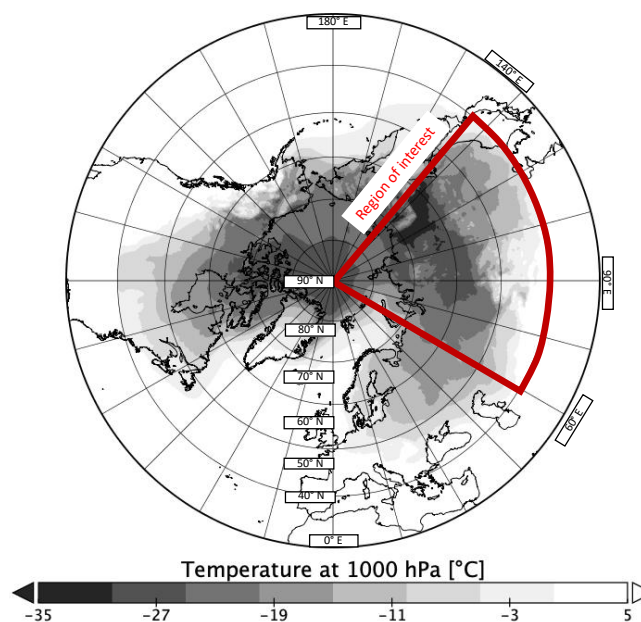 180° E
140° E
Region of interest
90° N
90° E
80° N
70° N
60° E
60° N
50° N
40° N
0° E
Temperature at 1000 hPa [°C]
-35 -27 -19 -11 -3 5